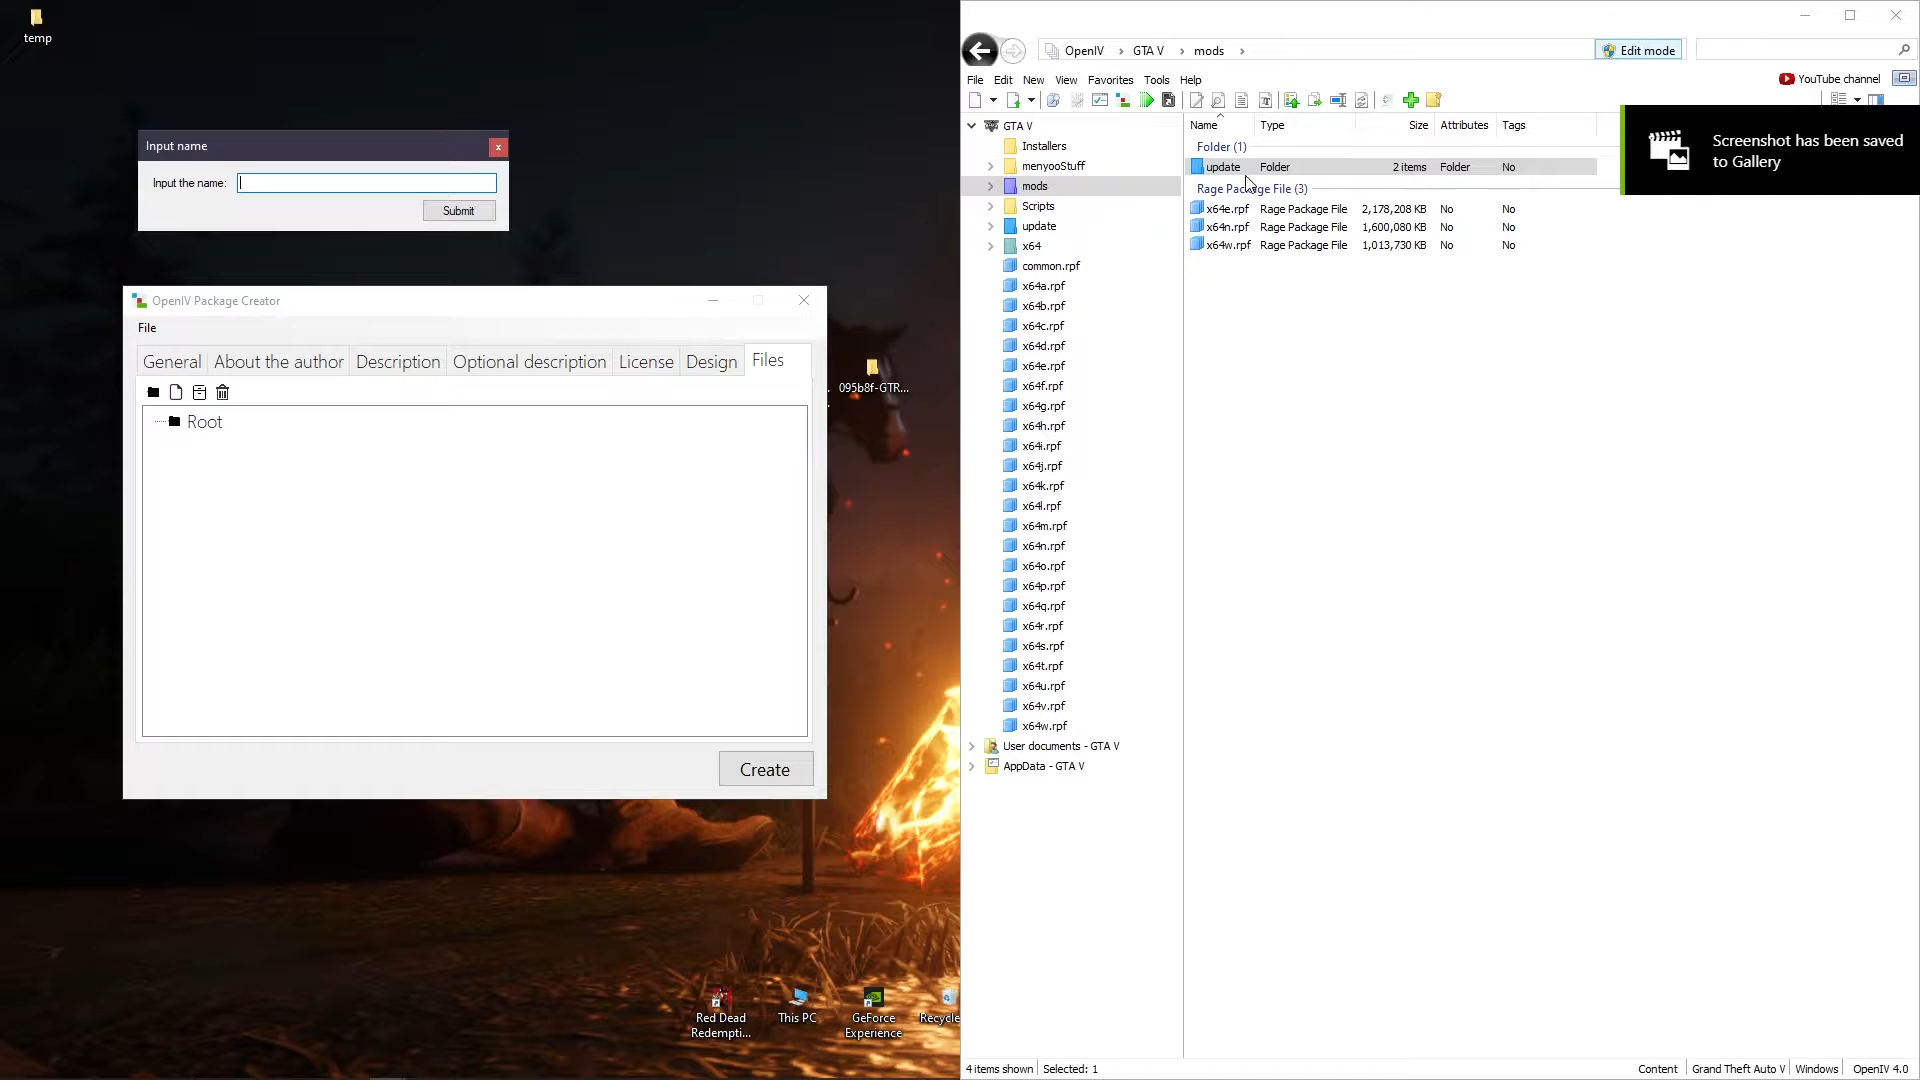 temp
Input name
x
Input the name:
Submit
OpenIV Package Creator
File
General
About the author
Description
Optional description
License
Design
Files
Root
Create
095b8f-GTR...
Red Dead
Redempti...
This PC
GeForce
Experience
Recycle
OpenIV
GTA V
mods
Edit mode
File
Edit
New
View
Favorites
Tools
Help
YouTube channel
GTA V
Installers
menyooStuff
mods
Scripts
update
x64
common.rpf
x64a.rpf
x64b.rpf
x64c.rpf
x64d.rpf
x64e.rpf
x64f.rpf
x64g.rpf
x64h.rpf
x64i.rpf
x64j.rpf
x64k.rpf
x64l.rpf
x64m.rpf
x64n.rpf
x64o.rpf
x64p.rpf
x64q.rpf
x64r.rpf
x64s.rpf
x64t.rpf
x64u.rpf
x64v.rpf
x64w.rpf
User documents - GTA V
AppData - GTA V
Name Type Size Attributes Tags
Folder (1)
update Folder 2 items Folder No
Rage Package File (3)
x64e.rpf Rage Package File 2,178,208 KB No No
x64n.rpf Rage Package File 1,600,080 KB No No
x64w.rpf Rage Package File 1,013,730 KB No No
Screenshot has been saved
to Gallery
4 items shown
Selected: 1
Content
Grand Theft Auto V
Windows
OpenIV 4.0